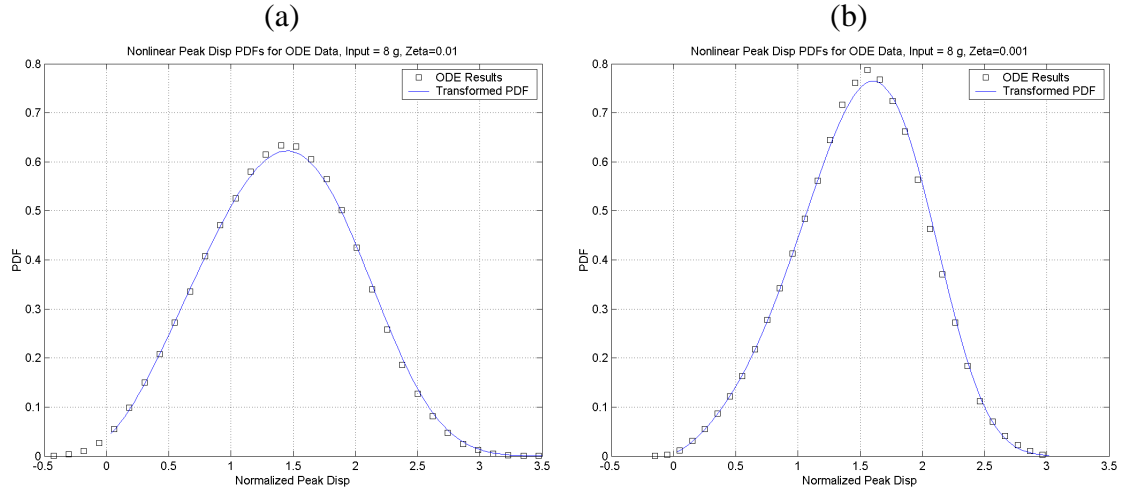 (a)
Nonlinear Peak Disp PDFs for ODE Data, Input = 8 g, Zeta=0.01
ODE Results
Transformed PDF
0.8
0.7
0.6
0.5
0.4
0.3
0.2
0.1
0
PDF
-0.5 0 0.5 1 1.5 2 2.5 3 3.5
Normalized Peak Disp
(b)
Nonlinear Peak Disp PDFs for ODE Data, Input = 8 g, Zeta=0.001
ODE Results
Transformed PDF
0.8
0.7
0.6
0.5
0.4
0.3
0.2
0.1
0
PDF
-0.5 0 0.5 1 1.5 2 2.5 3 3.5
Normalized Peak Disp